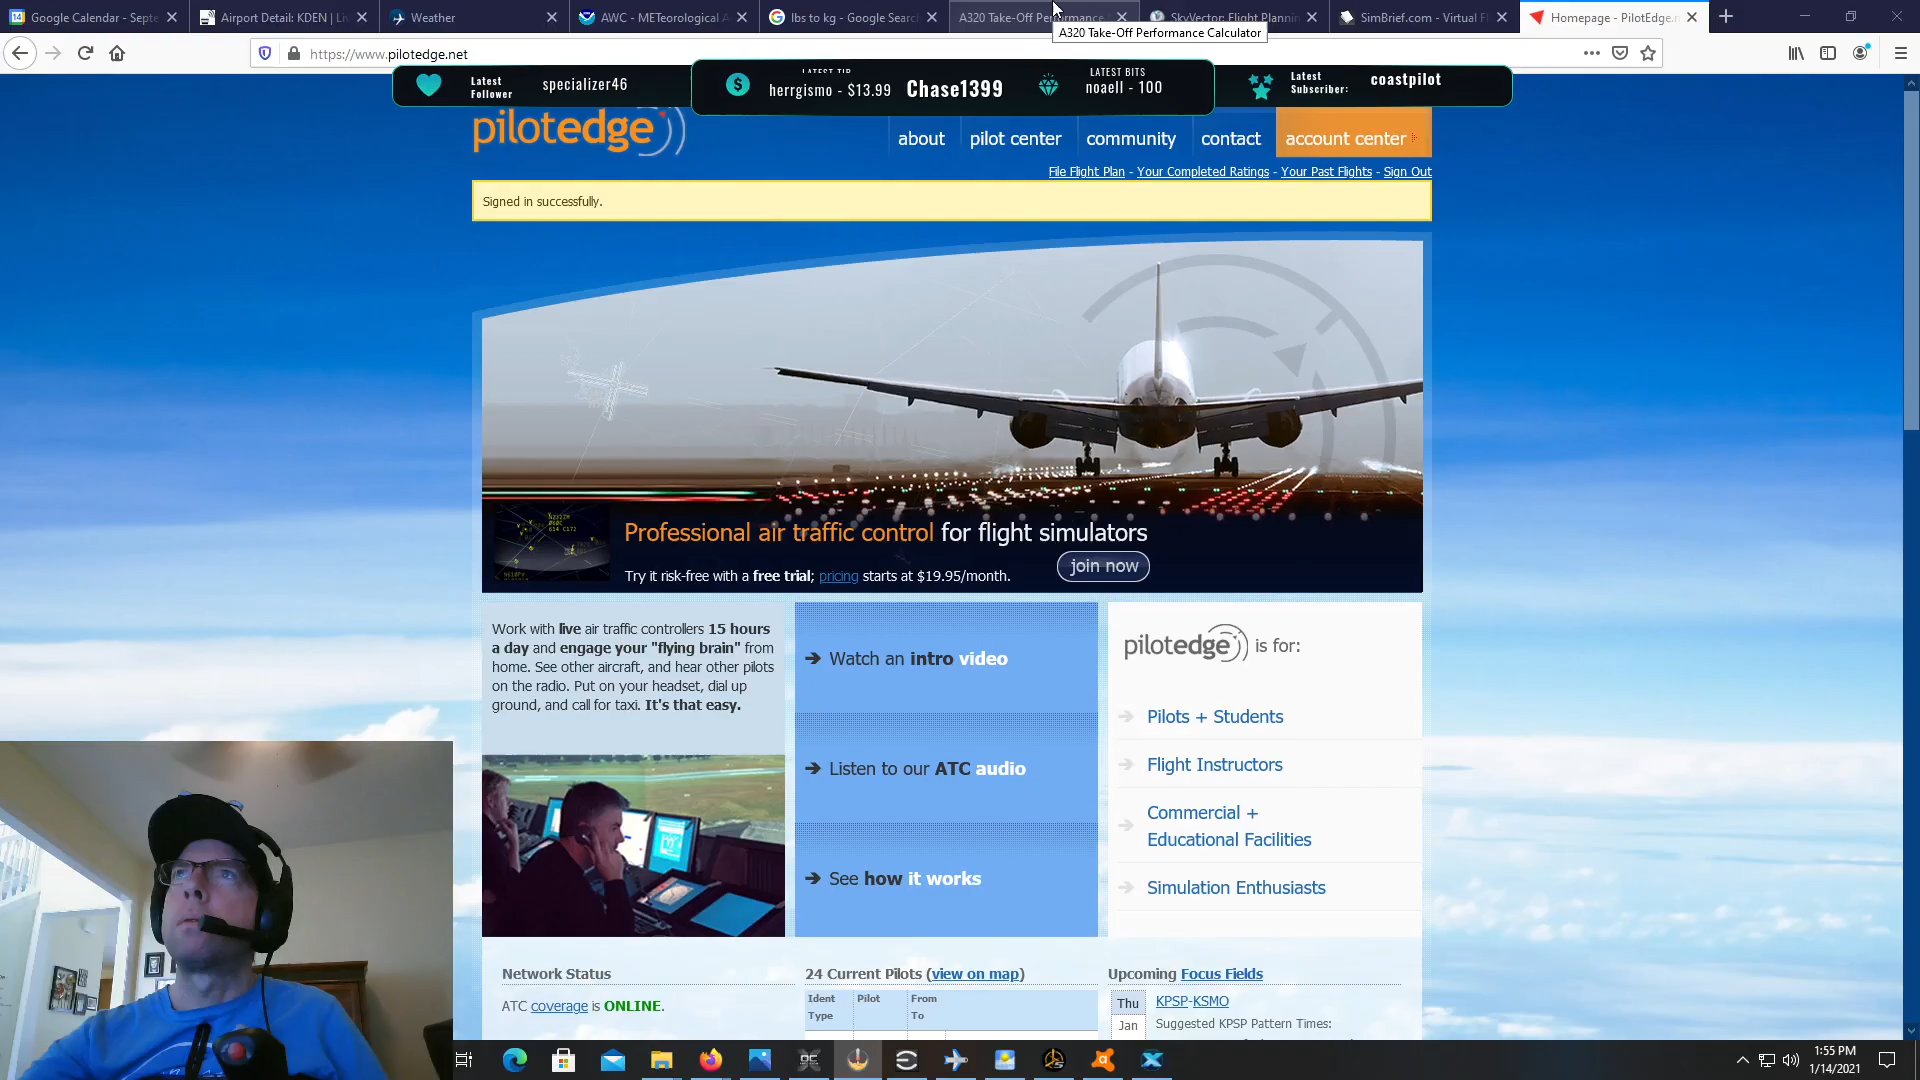 Google Calendar - Septe
Airport Detail: KDEN | Li
Weather
AWC - METeorological A
lbs to kg - Google Search
A320 Take-Off Performance
SkyVector: Flight Plannin
SimBrief.com - Virtual Fl
Homepage - PilotEdge.n
A320 Take-Off Performance Calculator
https://www.pilotedge.net
Latest
Follower
specializer46
LATEST TIP
herrgismo - $13.99
Chase1399
LATEST BITS
noaell - 100
Latest
Subscriber:
coastpilot
pilotedge
about
pilot center
community
contact
account center
File Flight Plan - Your Completed Ratings - Your Past Flights - Sign Out
Signed in successfully.
Professional air traffic control for flight simulators
Try it risk-free with a free trial; pricing starts at $19.95/month.
join now
Work with live air traffic controllers 15 hours
a day and engage your "flying brain" from
home. See other aircraft, and hear other pilots
on the radio. Put on your headset, dial up
ground, and call for taxi. It's that easy.
Watch an intro video
Listen to our ATC audio
See how it works
pilotedge is for:
Pilots + Students
Flight Instructors
Commercial +
Educational Facilities
Simulation Enthusiasts
Network Status
ATC coverage is ONLINE.
24 Current Pilots (view on map)
Ident
Type
Pilot
From
To
Upcoming Focus Fields
Thu
Jan
KPSP-KSMO
Suggested KPSP Pattern Times:
1:55 PM
1/14/2021